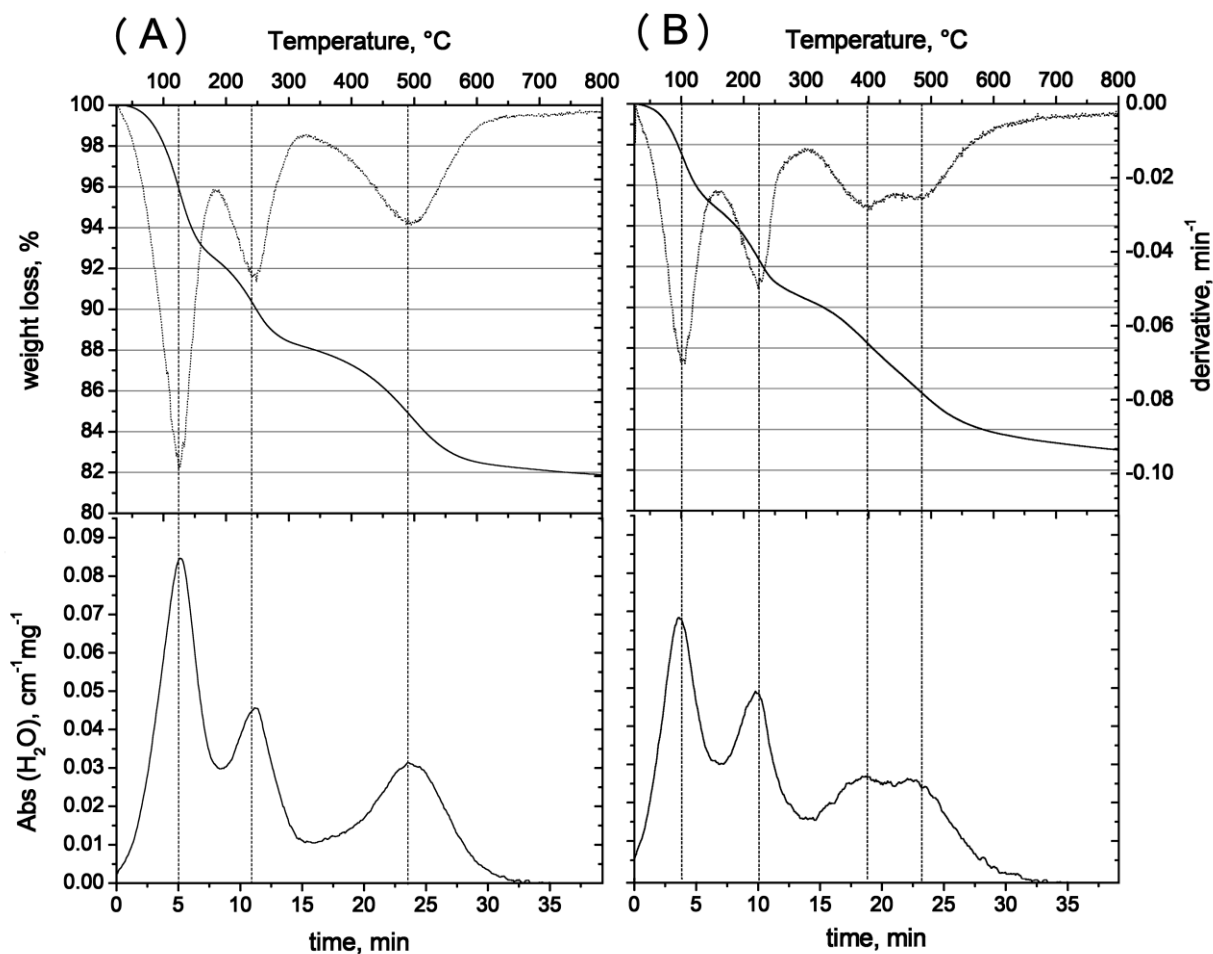 ( A )
Temperature, °C
100 200 300 400 500 600 700 800
100
98
96
94
92
90
88
86
84
82
80
weight loss, %
0.09
0.08
0.07
0.06
0.05
0.04
0.03
0.02
0.01
0.00
Abs (H2O), cm-1mg-1
0 5 10 15 20 25 30 35
time, min
( B )
Temperature, °C
100 200 300 400 500 600 700 800
0.00
-0.02
-0.04
-0.06
-0.08
-0.10
derivative, min-1
0 5 10 15 20 25 30 35
time, min